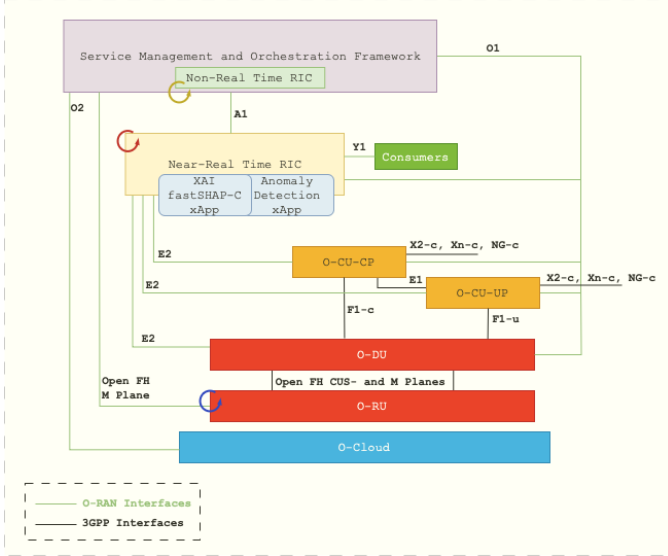 Service Management and Orchestration Framework
Non-Real Time RIC
O1
O2
A1
Near-Real Time RIC
Y1
Consumers
XAI
fastSHAP-C
xApp
Anomaly
Detection
xApp
E2
O-CU-CP
X2-c, Xn-c, NG-c
E1
E2
O-CU-UP
X2-c, Xn-c, NG-c
F1-c
F1-u
E2
O-DU
Open FH
M Plane
Open FH CUS- and M Planes
O-RU
O-Cloud
O-RAN Interfaces
3GPP Interfaces